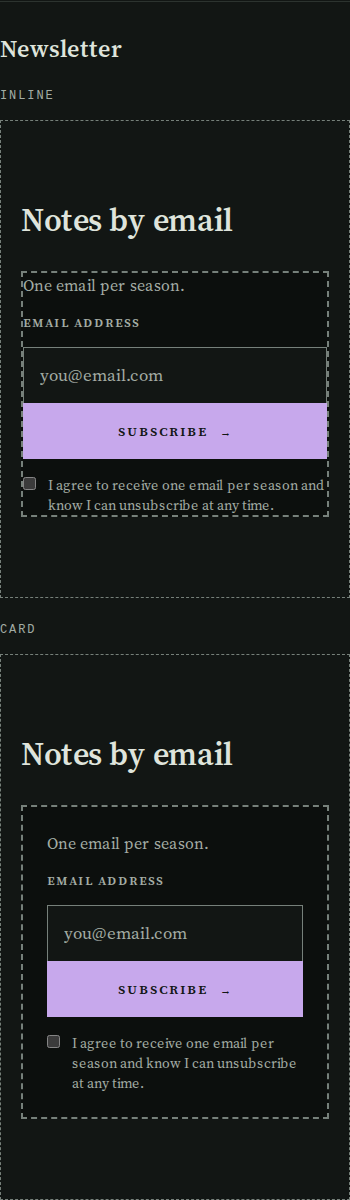 Newsletter
INLINE
Notes by email
One email per season.
EMAIL ADDRESS
you@email.com
SUBSCRIBE →
I agree to receive one email per season and
know I can unsubscribe at any time.
CARD
Notes by email
One email per season.
EMAIL ADDRESS
you@email.com
SUBSCRIBE →
I agree to receive one email per
season and know I can unsubscribe
at any time.